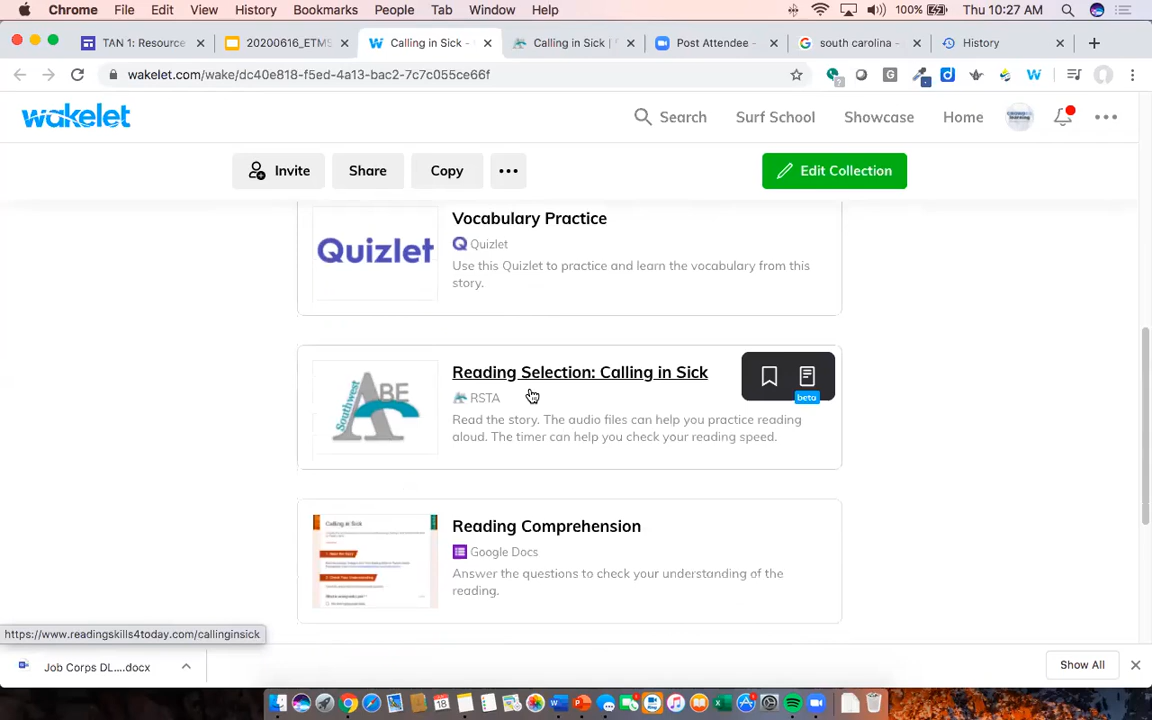 Chrome File Edit View History Bookmarks People Tab Window Help 100% Thu 10:27 AM
TAN 1: Resource 20200616_ETMS Calling in Sick - Calling in Sick | Post Attendee - south carolina - History
wakelet.com/wake/dc40e818-f5ed-4a13-bac2-7c7c055ce66f
wakelet Search Surf School Showcase Home
Invite Share Copy Edit Collection
Vocabulary Practice
Quizlet
Quizlet
Use this Quizlet to practice and learn the vocabulary from this
story.
Reading Selection: Calling in Sick
beta
Southwest ABE
RSTA
Read the story. The audio files can help you practice reading
aloud. The timer can help you check your reading speed.
Reading Comprehension
Calling in Sick
Google Docs
Answer the questions to check your understanding of the
reading.
https://www.readingskills4today.com/callinginsick
Job Corps DL....docx Show All